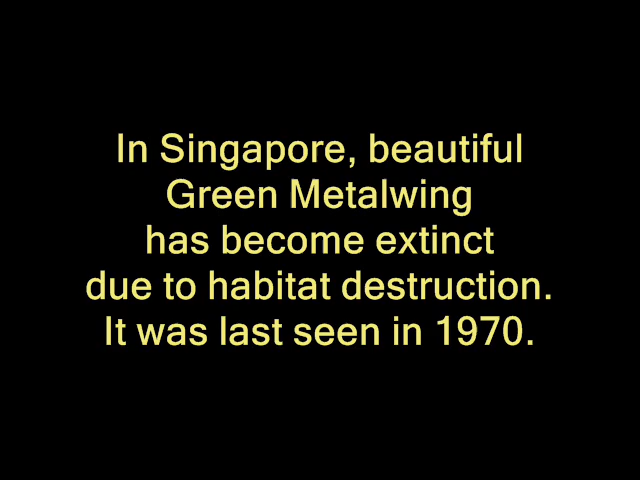 In Singapore, beautiful
Green Metalwing
has become extinct
due to habitat destruction.
It was last seen in 1970.